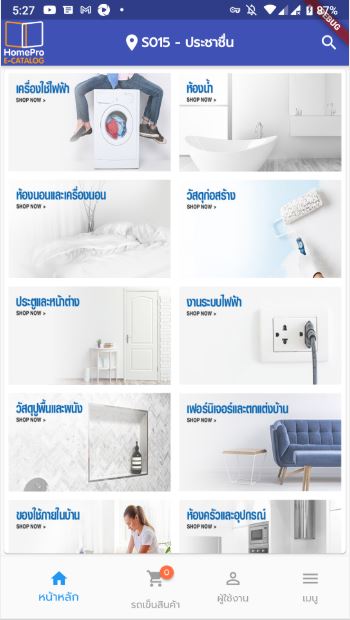 5:27
87%
DEBUG
HomePro
E-CATALOG
S015 - ประชาชื่น
เครื่องใช้ไฟฟ้า
SHOP NOW >
ห้องน้ำ
SHOP NOW >
ห้องนอนและเครื่องนอน
SHOP NOW >
วัสดุก่อสร้าง
SHOP NOW >
ประตูและหน้าต่าง
SHOP NOW >
งานระบบไฟฟ้า
SHOP NOW >
วัสดุปูพื้นและผนัง
SHOP NOW >
เฟอร์นิเจอร์และตกแต่งบ้าน
SHOP NOW >
ของใช้ภายในบ้าน
SHOP NOW >
ห้องครัวและอุปกรณ์
SHOP NOW >
หน้าหลัก
0
รถเข็นสินค้า
ผู้ใช้งาน
เมนู